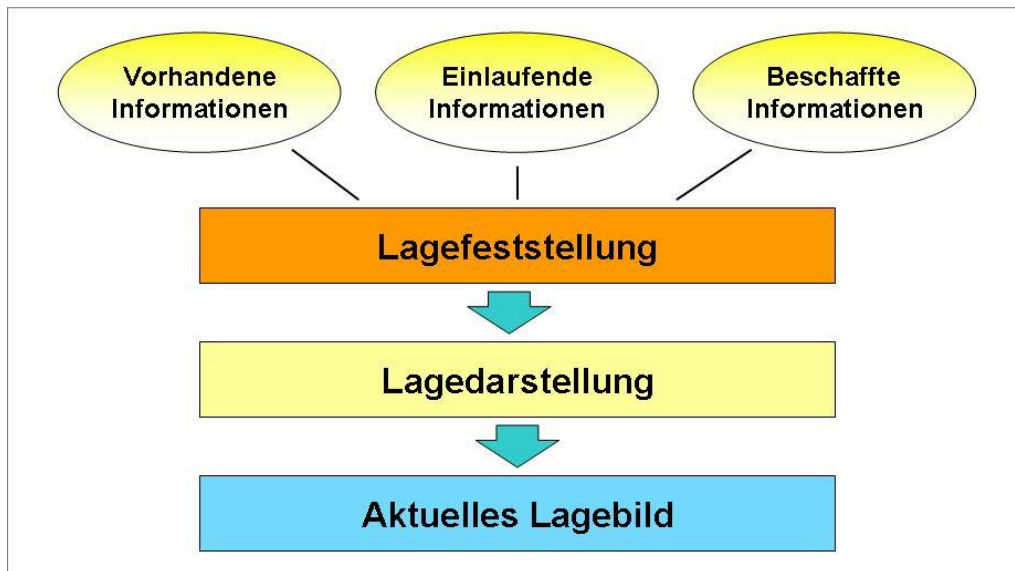 Vorhandene
Informationen
Einlaufende
Informationen
Beschaffte
Informationen
Lagefeststellung
Lagedarstellung
Aktuelles Lagebild